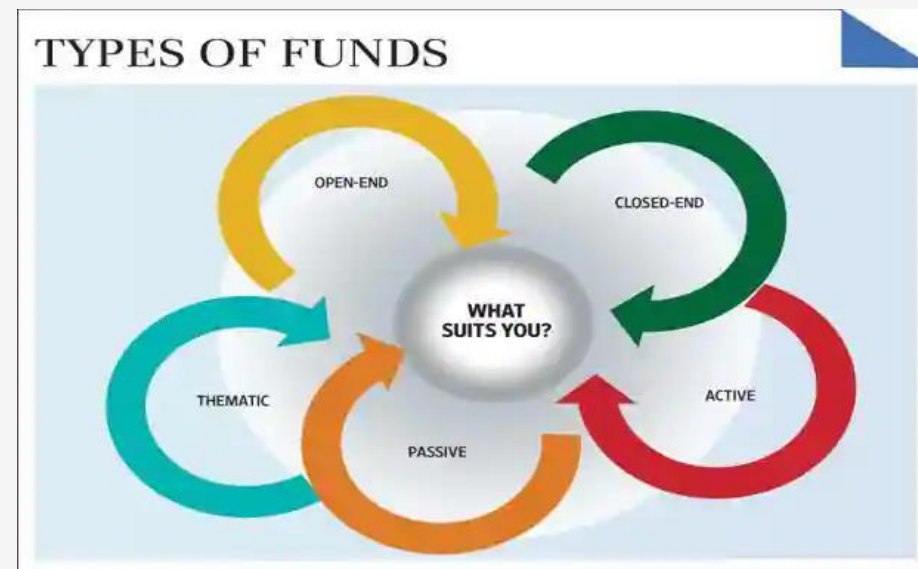 TYPES OF FUNDS
OPEN-END
CLOSED-END
WHAT
SUITS YOU?
THEMATIC
ACTIVE
PASSIVE